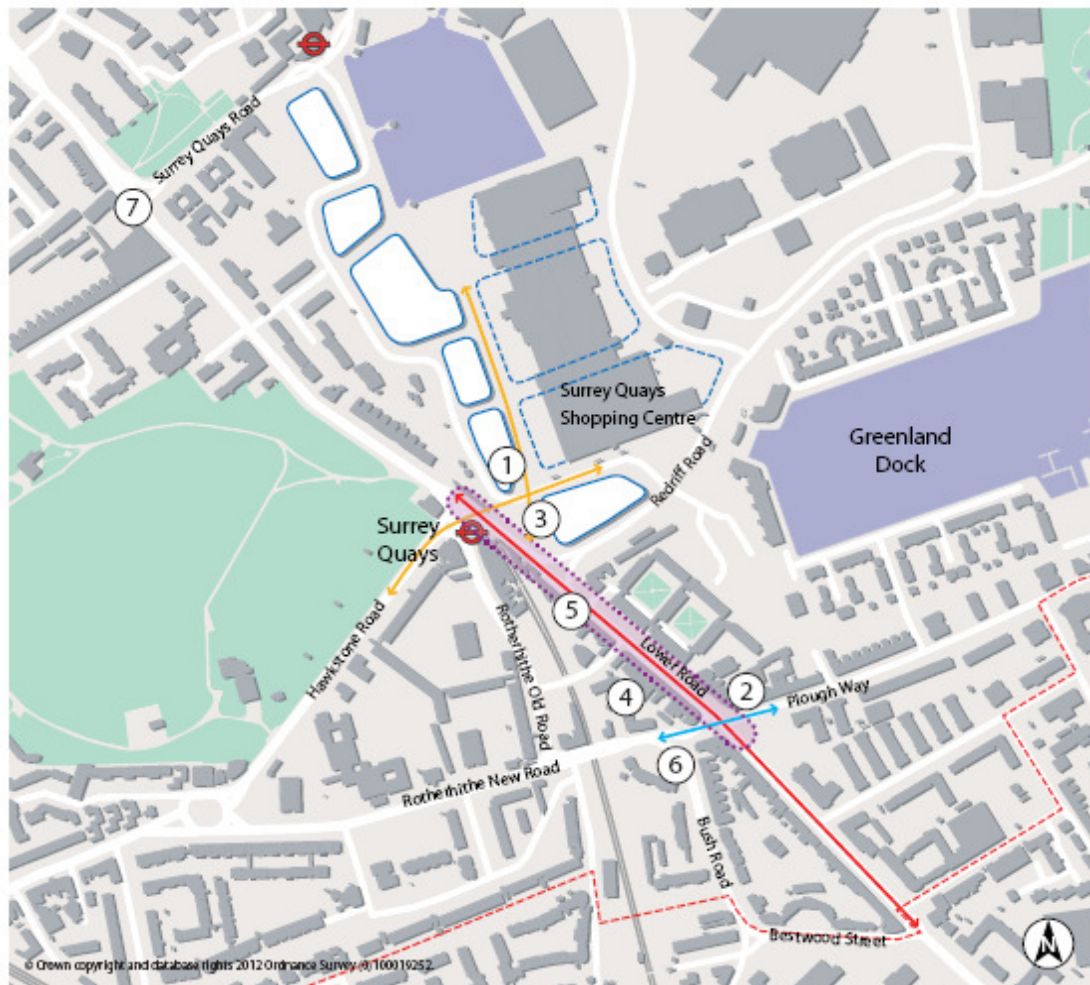 Surrey Quays Road
7
Surrey Quays
Shopping Centre
Greenland
Dock
Redriff Road
1
3
Surrey
Quays
5
Hawkstone Road
Rotherhithe Old Road
Lower Road
4
2
Plough Way
6
Rotherhithe New Road
Bush Road
Bestwood Street
N
© Crown copyright and database rights 2012 Ordnance Survey (0)100019252.